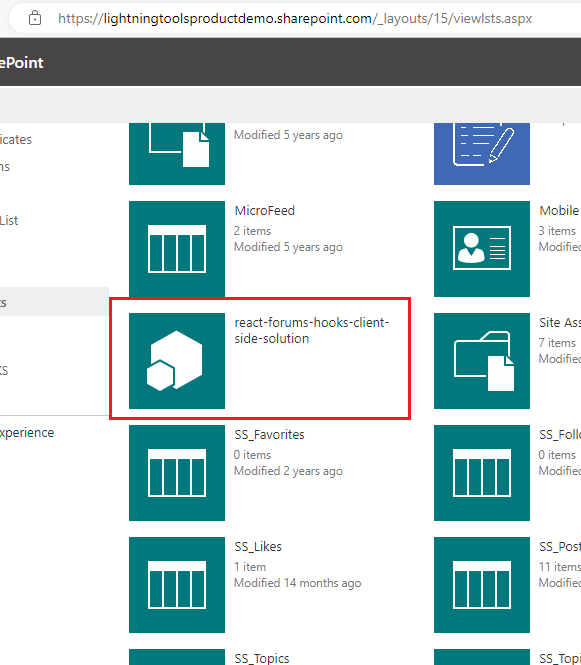 https://lightningtoolsproductdemo.sharepoint.com/_layouts/15/viewlsts.aspx
ePoint
icates
ns
List
ts
ts
xperience
Modified 5 years ago
MicroFeed
2 items
Modified 5 years ago
Mobile
3 items
Modified
react-forums-hooks-client-
side-solution
Site Ass
7 items
Modified
SS_Favorites
0 items
Modified 2 years ago
SS_Follo
0 items
Modified
SS_Likes
1 item
Modified 14 months ago
SS_Post
11 items
Modified
SS_Topics
SS_Topi